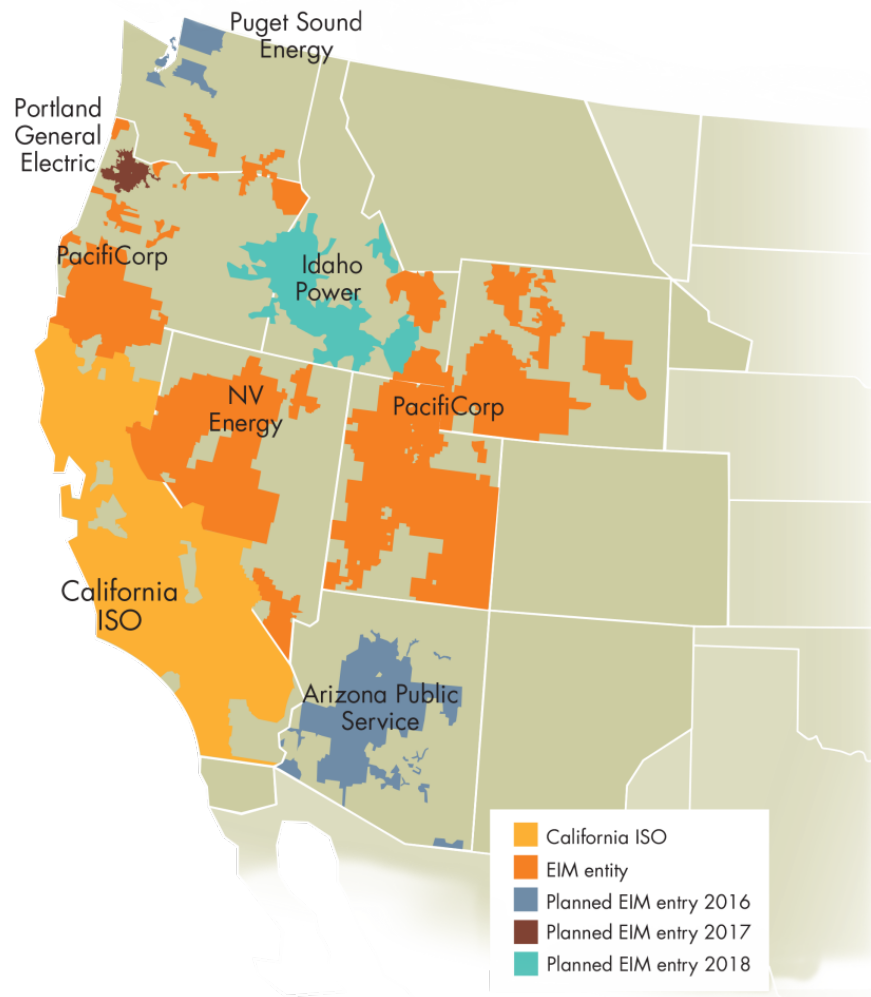 Puget Sound
Energy
Portland
General
Electric
PacifiCorp
Idaho
Power
NV
Energy
PacifiCorp
California
ISO
Arizona Public
Service
California ISO
EIM entity
Planned EIM entry 2016
Planned EIM entry 2017
Planned EIM entry 2018